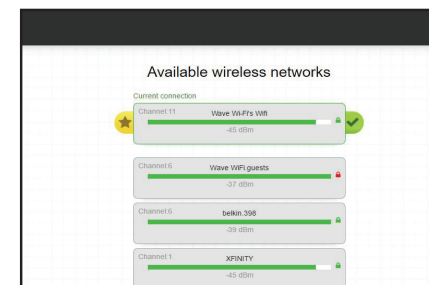 Available wireless networks
Current connection
Channel:11
Wave Wi-Fi's Wifi
-45 dBm
Channel:6
Wave WiFi.guests
-37 dBm
Channel:6
belkin.398
-39 dBm
Channel:1
XFINITY
-45 dBm